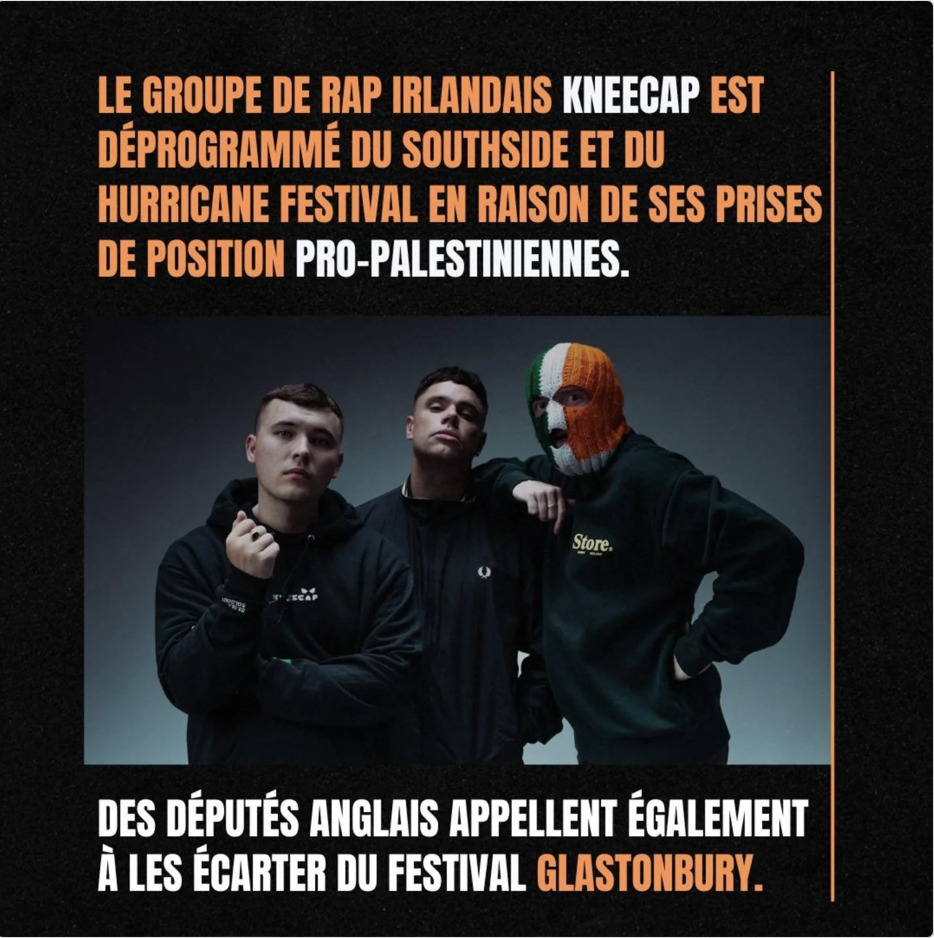 LE GROUPE DE RAP IRLANDAIS KNEECAP EST
DÉPROGRAMMÉ DU SOUTHSIDE ET DU
HURRICANE FESTIVAL EN RAISON DE SES PRISES
DE POSITION PRO-PALESTINIENNES.
Store.
DES DÉPUTÉS ANGLAIS APPELLENT ÉGALEMENT
À LES ÉCARTER DU FESTIVAL GLASTONBURY.